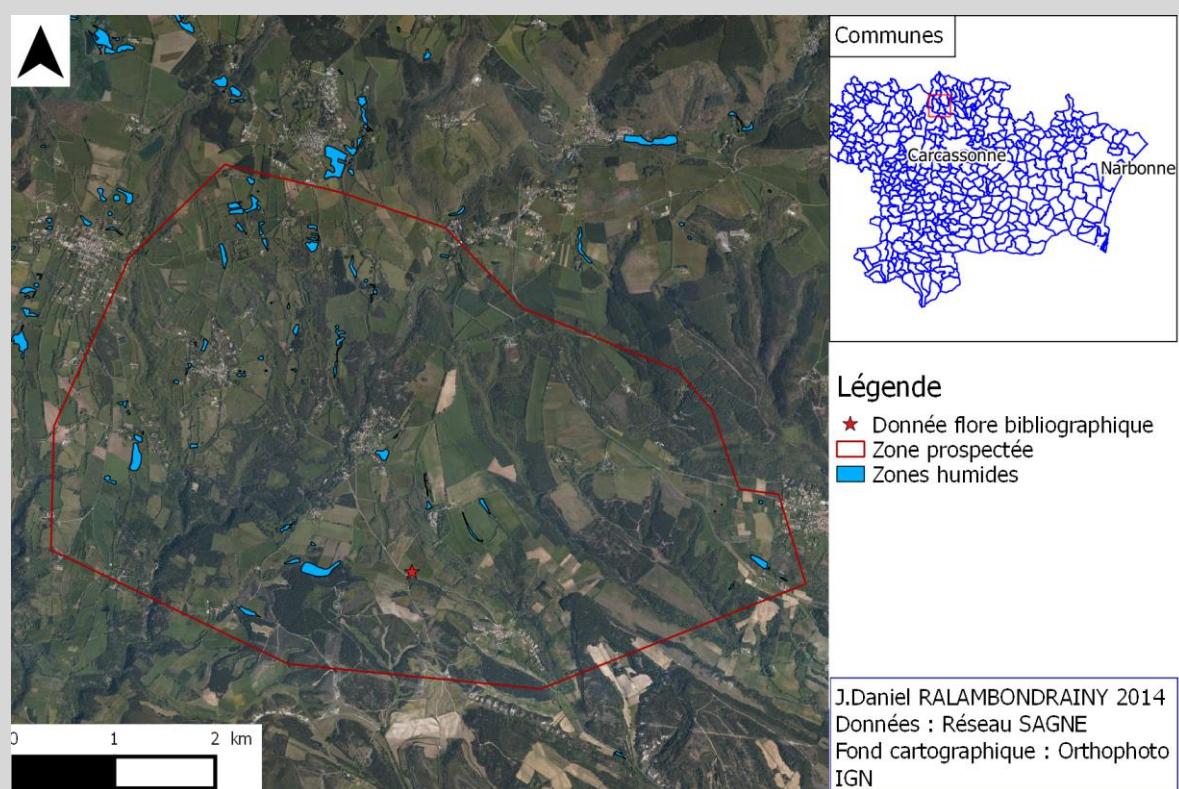 Communes
Carcassonne
Narbonne
Légende
Donnée flore bibliographique
Zone prospectée
Zones humides
0 1 2 km
J.Daniel RALAMBONDRAINY 2014
Données : Réseau SAGNE
Fond cartographique : Orthophoto
IGN